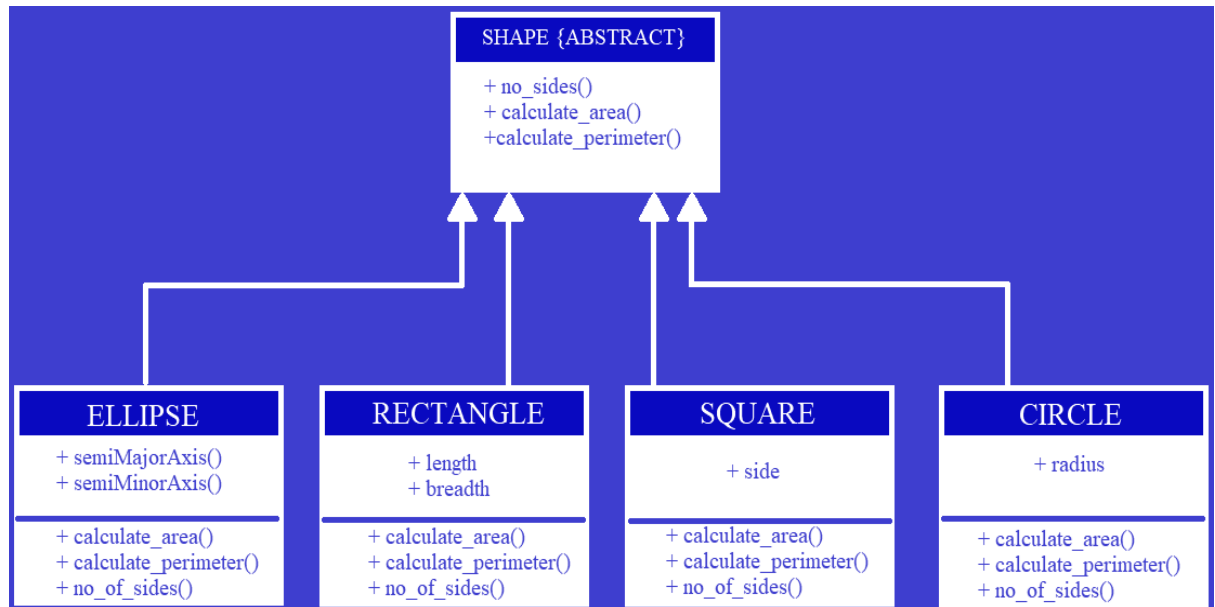 SHAPE {ABSTRACT}
+ no_sides()
+ calculate_area()
+calculate_perimeter()
ELLIPSE
+ semiMajorAxis()
+ semiMinorAxis()
+ calculate_area()
+ calculate_perimeter()
+ no_of_sides()
RECTANGLE
+ length
+ breadth
+ calculate_area()
+ calculate_perimeter()
+ no_of_sides()
SQUARE
+ side
+ calculate_area()
+ calculate_perimeter()
+ no_of_sides()
CIRCLE
+ radius
+ calculate_area()
+ calculate_perimeter()
+ no_of_sides()